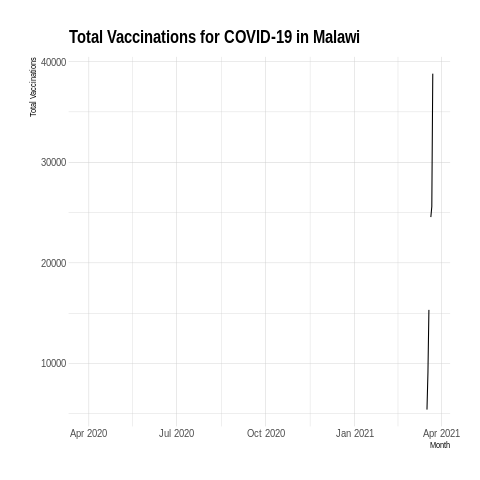 Total Vaccinations for COVID-19 in Malawi
Total Vaccinations
40000
30000
20000
10000
Apr 2020 Jul 2020 Oct 2020 Jan 2021 Apr 2021
Month